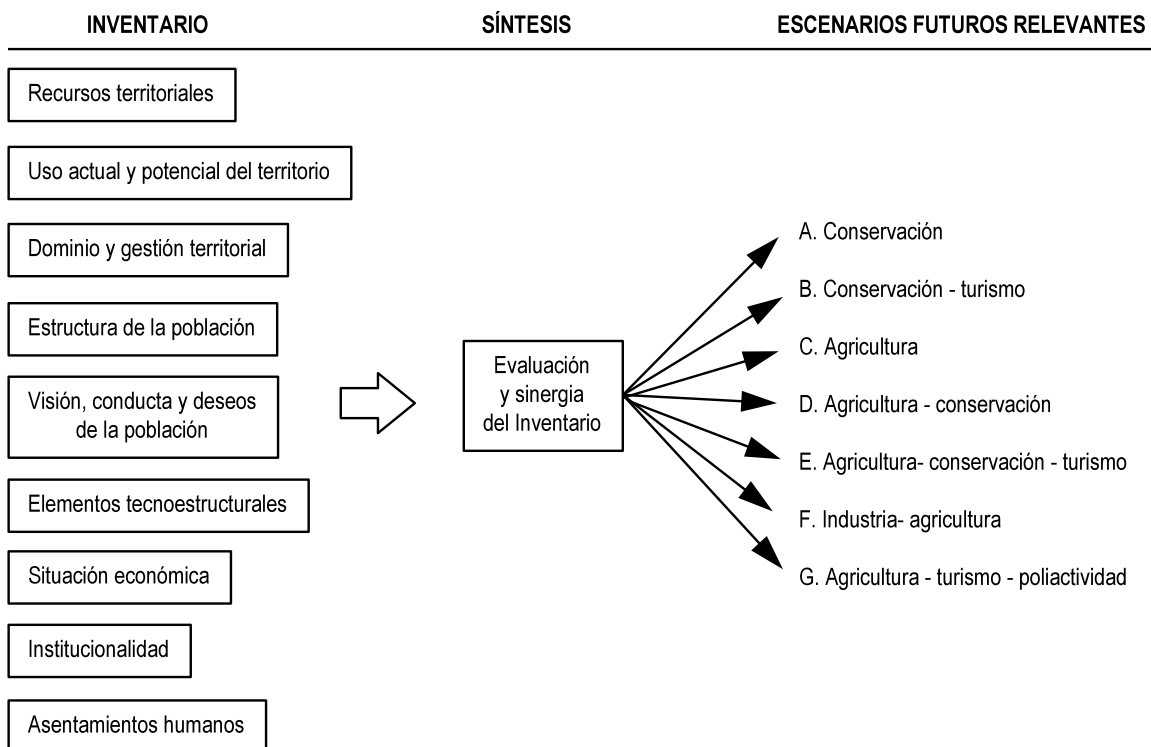 INVENTARIO
SÍNTESIS
ESCENARIOS FUTUROS RELEVANTES
Recursos territoriales
Uso actual y potencial del territorio
Dominio y gestión territorial
Estructura de la población
Visión, conducta y deseos
de la población
Elementos tecnoestructurales
Situación económica
Institucionalidad
Asentamientos humanos
Evaluación
y sinergia
del Inventario
A. Conservación
B. Conservación - turismo
C. Agricultura
D. Agricultura - conservación
E. Agricultura- conservación - turismo
F. Industria- agricultura
G. Agricultura - turismo - poliactividad